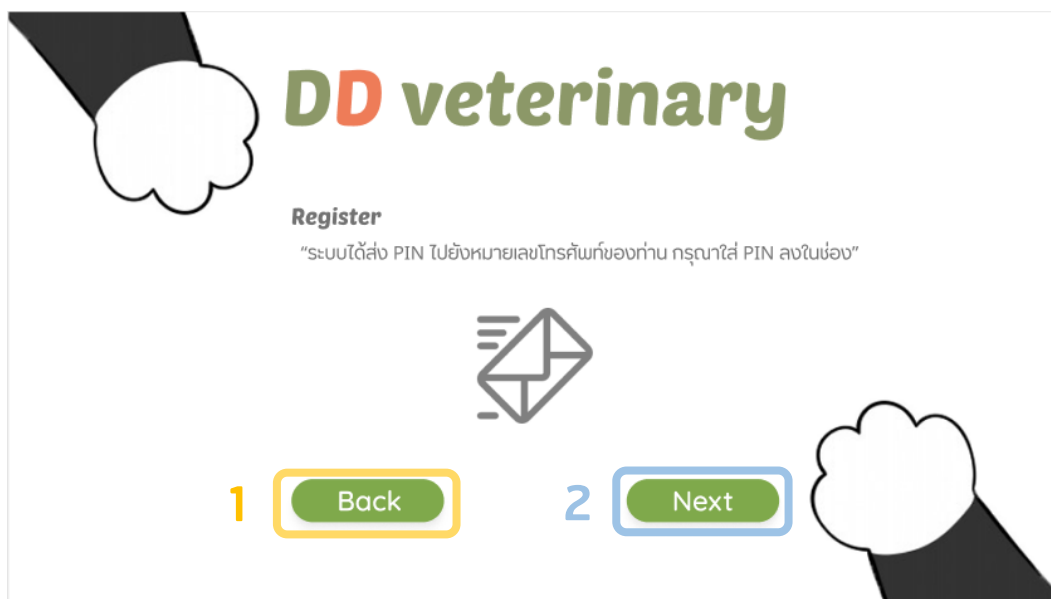 DD veterinary
Register
“ระบบได้ส่ง PIN ไปยังหมายเลขโทรศัพท์ของท่าน กรุณาใส่ PIN ลงในช่อง”
1 Back 2 Next